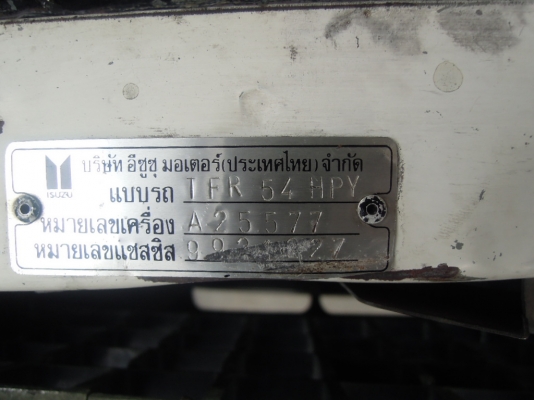 บริษัท อีซูซุ มอเตอร์(ประเทศไทย) จำกัด
ISUZU
แบบรถ TFR 54 HPY
หมายเลขเครื่อง A25577
หมายเลขแชสซิส